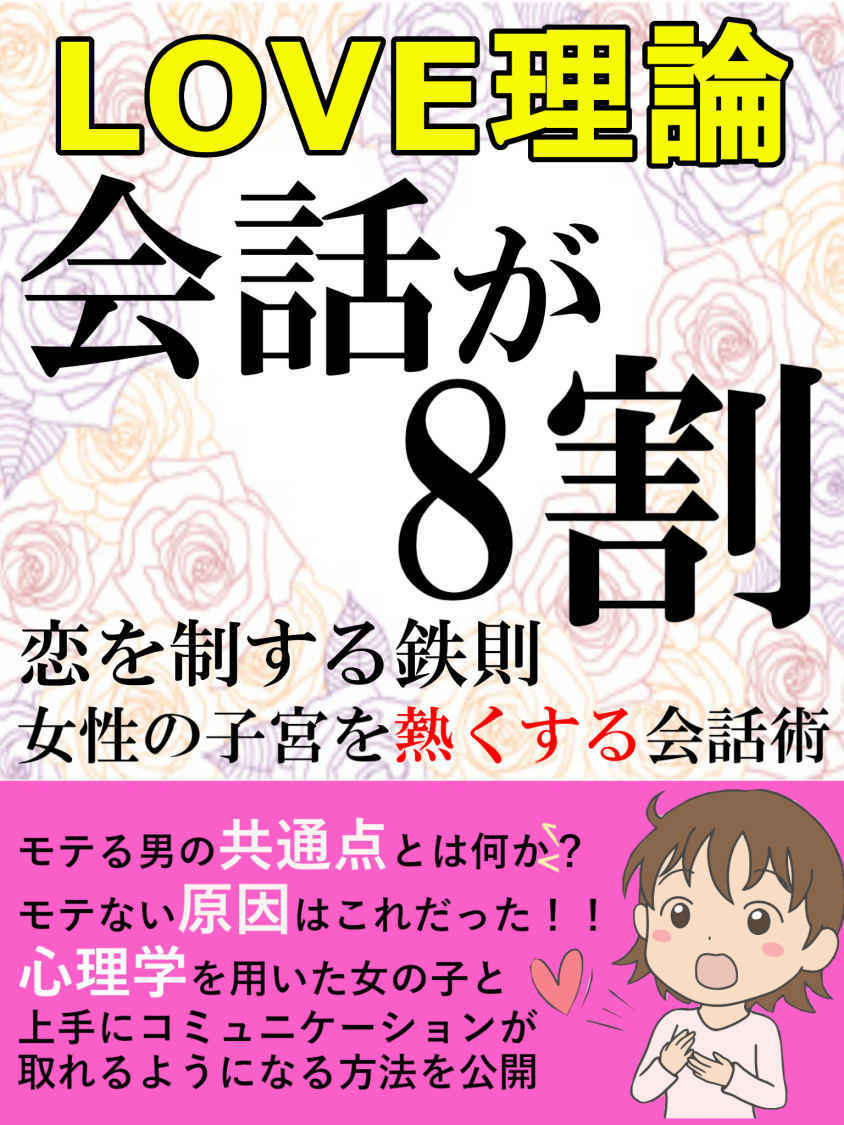 LOVE理論
会話が
8割
恋を制する鉄則
女性の子宮を熱くする会話術
モテる男の共通点とは何か?
モテない原因はこれだった!!
心理学を用いた女の子と
上手にコミュニケーションが
取れるようになる方法を公開